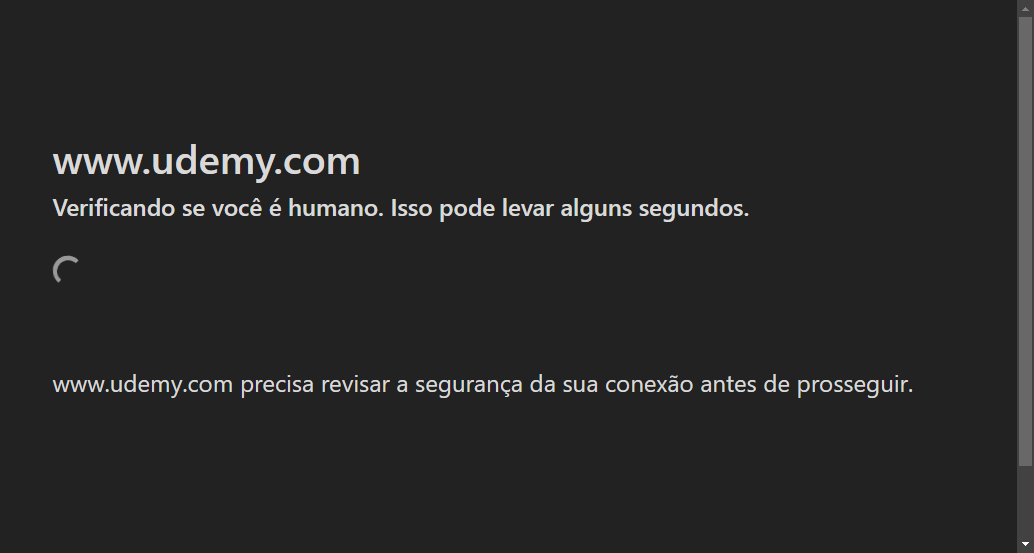 www.udemy.com
Verificando se você é humano. Isso pode levar alguns segundos.
www.udemy.com precisa revisar a segurança da sua conexão antes de prosseguir.